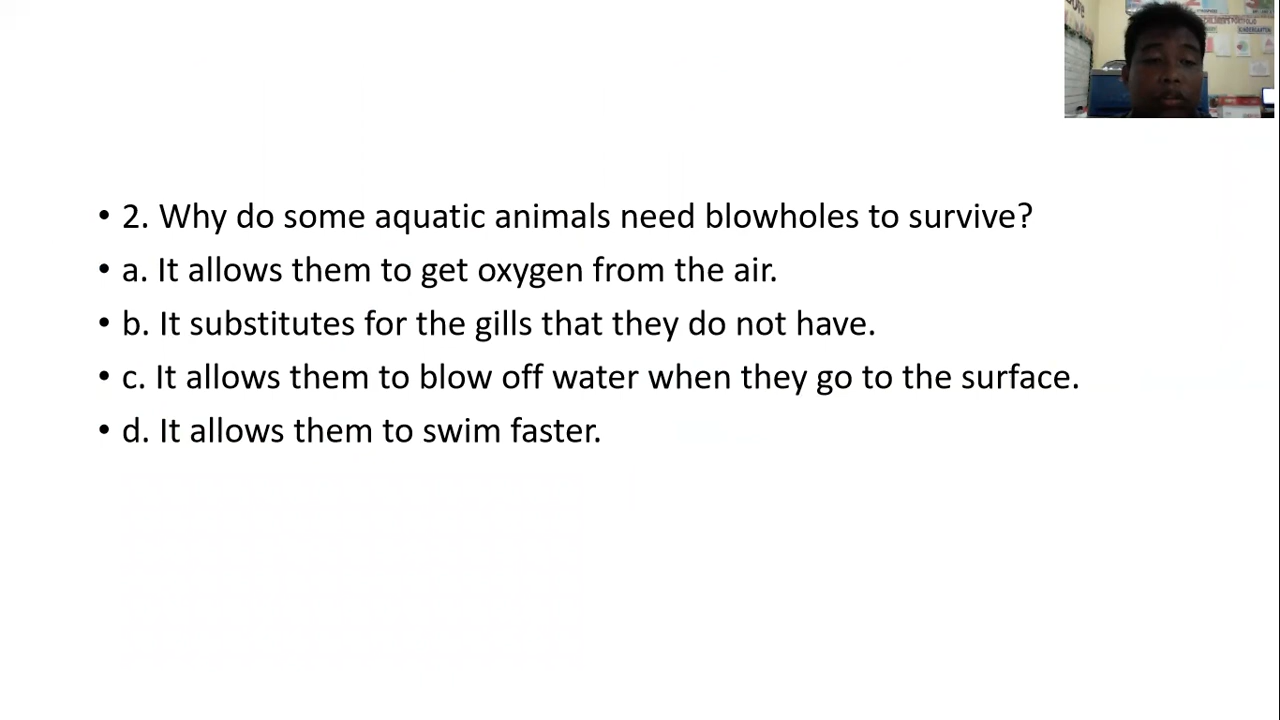 • 2. Why do some aquatic animals need blowholes to survive?
• a. It allows them to get oxygen from the air.
• b. It substitutes for the gills that they do not have.
• c. It allows them to blow off water when they go to the surface.
• d. It allows them to swim faster.